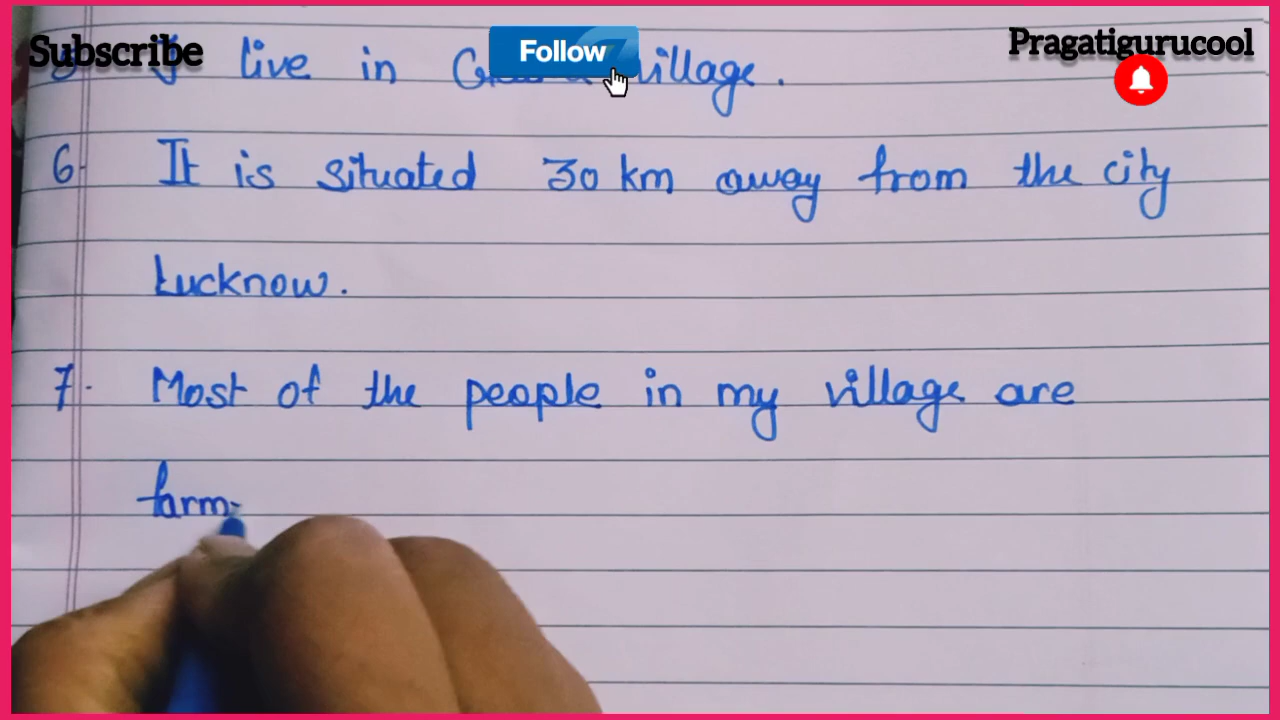 Subscribe
Follow
Pragatigurucool
I live in village.
6. It is situated 30 km away from the city
Lucknow.
7. Most of the people in my village are
farm